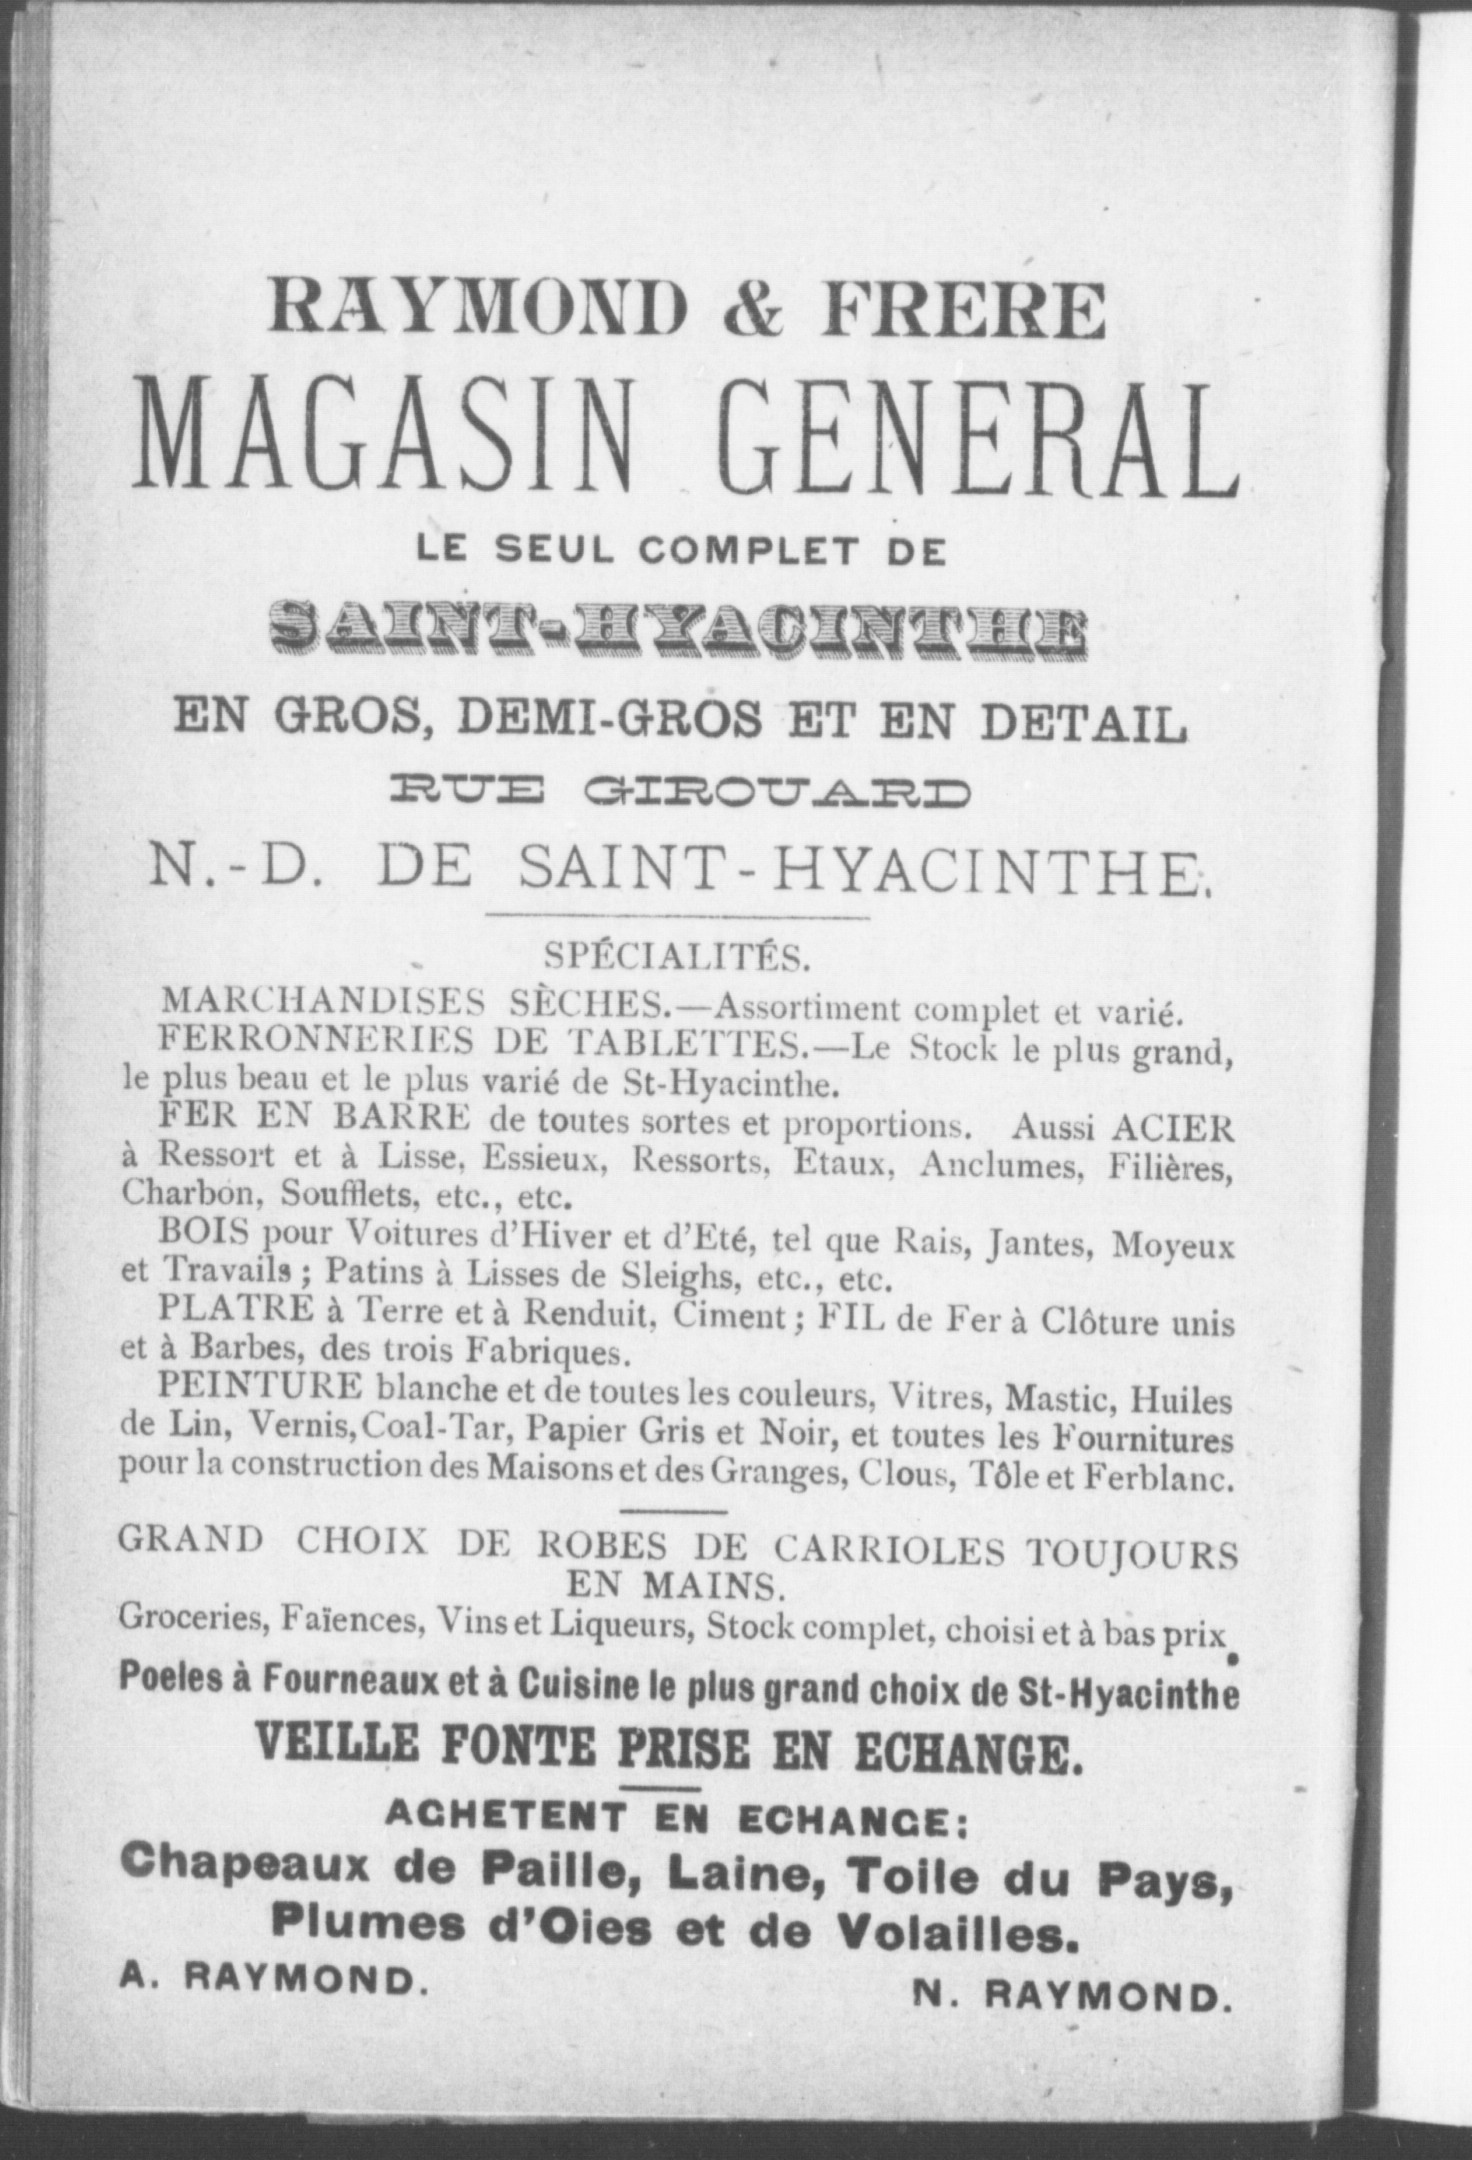 RAYMOND & FRERE
MAGASIN GENERAL
LE SEUL COMPLET DE
SAINT-HYACINTHE
EN GROS, DEMI-GROS ET EN DETAIL
RUE GIROUARD
N.-D. DE SAINT-HYACINTHE.
SPÉCIALITÉS.
MARCHANDISES SÈCHES.—Assortiment complet et varié.
FERRONNERIES DE TABLETTES.—Le Stock le plus grand,
le plus beau et le plus varié de St-Hyacinthe.
FER EN BARRE de toutes sortes et proportions. Aussi ACIER
à Ressort et à Lisse, Essieux, Ressorts, Etaux, Anclumes, Filières,
Charbon, Soufflets, etc., etc.
BOIS pour Voitures d'Hiver et d'Eté, tel que Rais, Jantes, Moyeux
et Travails ; Patins à Lisses de Sleighs, etc., etc.
PLATRE à Terre et à Renduit, Ciment ; FIL de Fer à Clôture unis
et à Barbes, des trois Fabriques.
PEINTURE blanche et de toutes les couleurs, Vitres, Mastic, Huiles
de Lin, Vernis, Coal-Tar, Papier Gris et Noir, et toutes les Fournitures
pour la construction des Maisons et des Granges, Clous, Tôle et Ferblanc.
GRAND CHOIX DE ROBES DE CARRIOLES TOUJOURS
EN MAINS.
Groceries, Faïences, Vins et Liqueurs, Stock complet, choisi et à bas prix.
Poeles à Fourneaux et à Cuisine le plus grand choix de St-Hyacinthe
VEILLE FONTE PRISE EN ECHANGE.
ACHETENT EN ECHANGE:
Chapeaux de Paille, Laine, Toile du Pays,
Plumes d'Oies et de Volailles.
A. RAYMOND. N. RAYMOND.